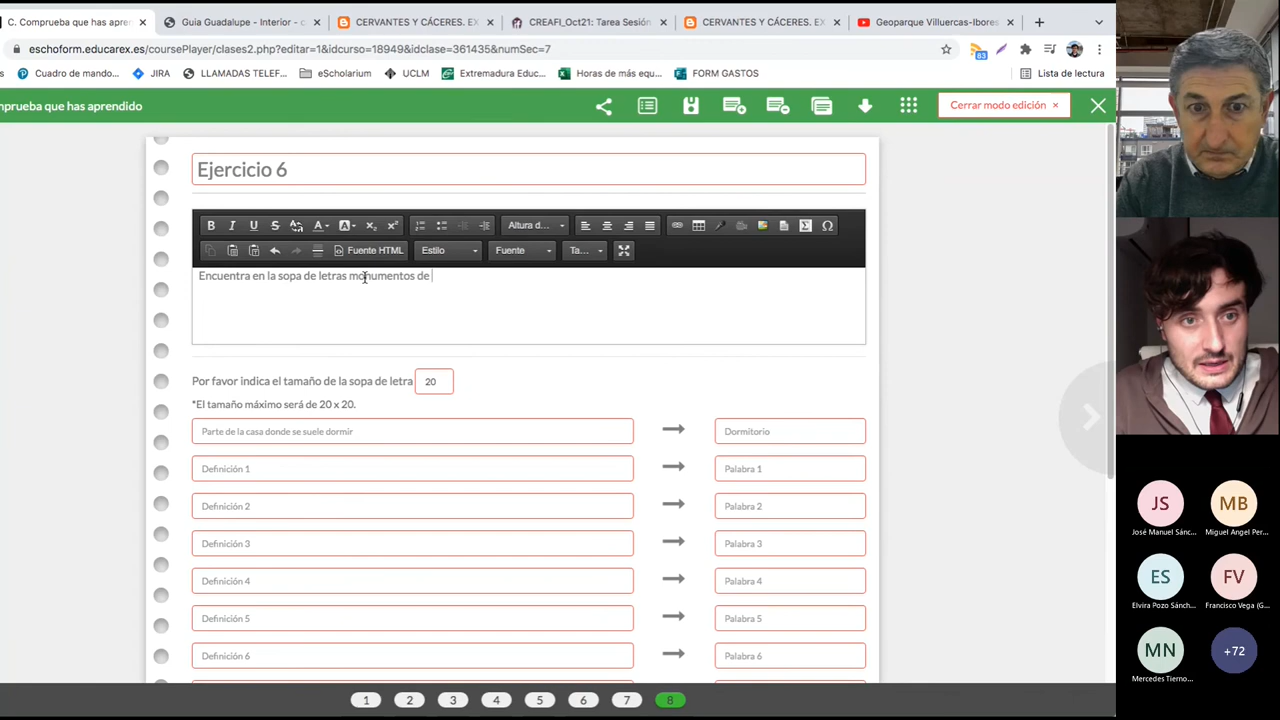 C. Comprueba que has apren
Guia Guadalupe - Interior - c
CERVANTES Y CÁCERES. EX
CREAFI_Oct21: Tarea Sesión
CERVANTES Y CÁCERES. EX
Geoparque Villuercas-Ibores
eschoform.educarex.es/coursePlayer/clases2.php?editar=1&idcurso=18949&idclase=361435&numSec=7
83
s
Cuadro de mando...
JIRA
LLAMADAS TELEF...
eScholarium
UCLM
Extremadura Educ...
Horas de más equ...
FORM GASTOS
Lista de lectura
mprueba que has aprendido
Cerrar modo edición ×
Ejercicio 6
Altura d...
Fuente HTML
Estilo
Fuente
Ta...
Encuentra en la sopa de letras monumentos de
Por favor indica el tamaño de la sopa de letra 20
*El tamaño máximo será de 20 x 20.
Parte de la casa donde se suele dormir
Dormitorio
Definición 1
Palabra 1
Definición 2
Palabra 2
Definición 3
Palabra 3
Definición 4
Palabra 4
Definición 5
Palabra 5
Definición 6
Palabra 6
1 2 3 4 5 6 7 8
JS
MB
José Manuel Sánc...
Miguel Angel Per...
ES
FV
Elvira Pozo Sánch...
Francisco Vega (G...
MN
+72
Mercedes Tierno...